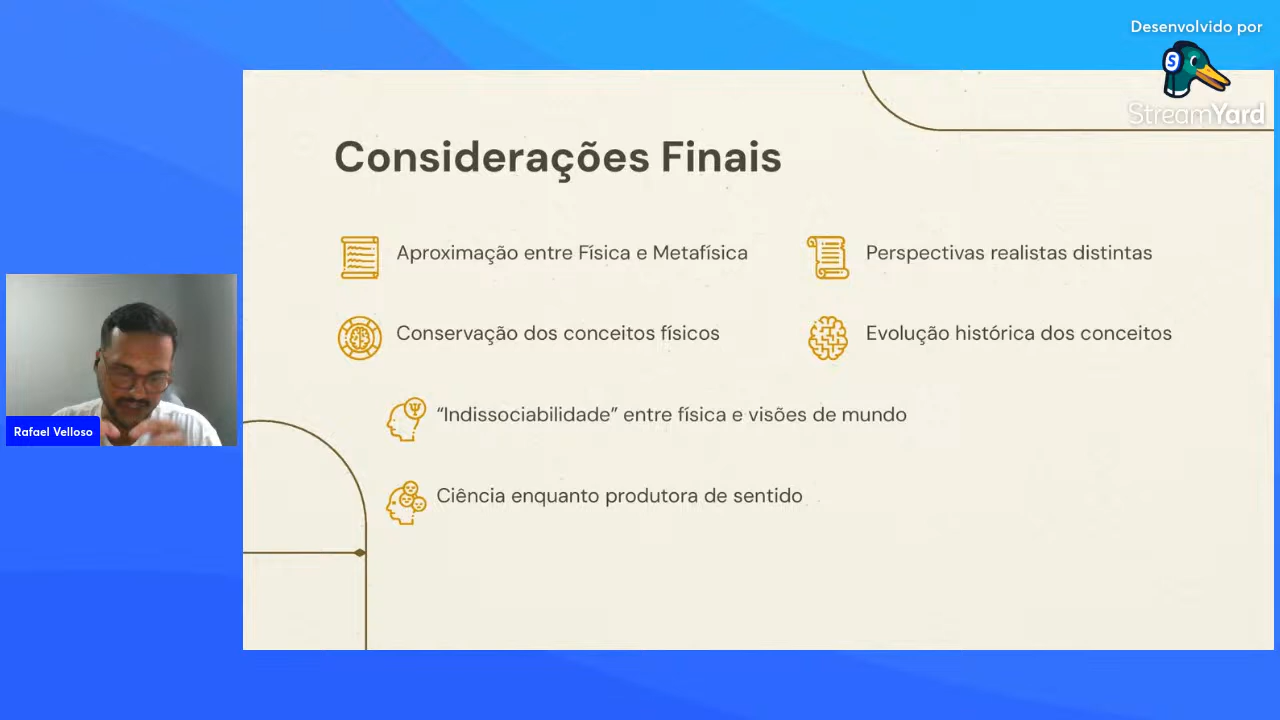 Desenvolvido por
StreamYard
Considerações Finais
Aproximação entre Física e Metafísica
Perspectivas realistas distintas
Conservação dos conceitos físicos
Evolução histórica dos conceitos
“Indissociabilidade” entre física e visões de mundo
Ciência enquanto produtora de sentido
Rafael Velloso